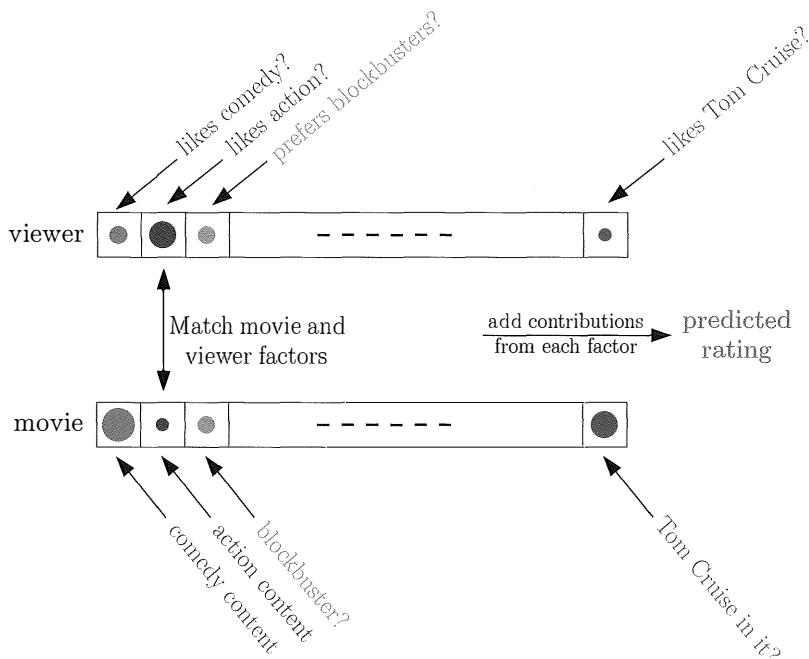 likes comedy?
likes action?
prefers blockbusters?
likes Tom Cruise?
viewer
Match movie and
viewer factors
add contributions
from each factor
predicted
rating
movie
comedy content
action content
blockbuster?
Tom Cruise in it?